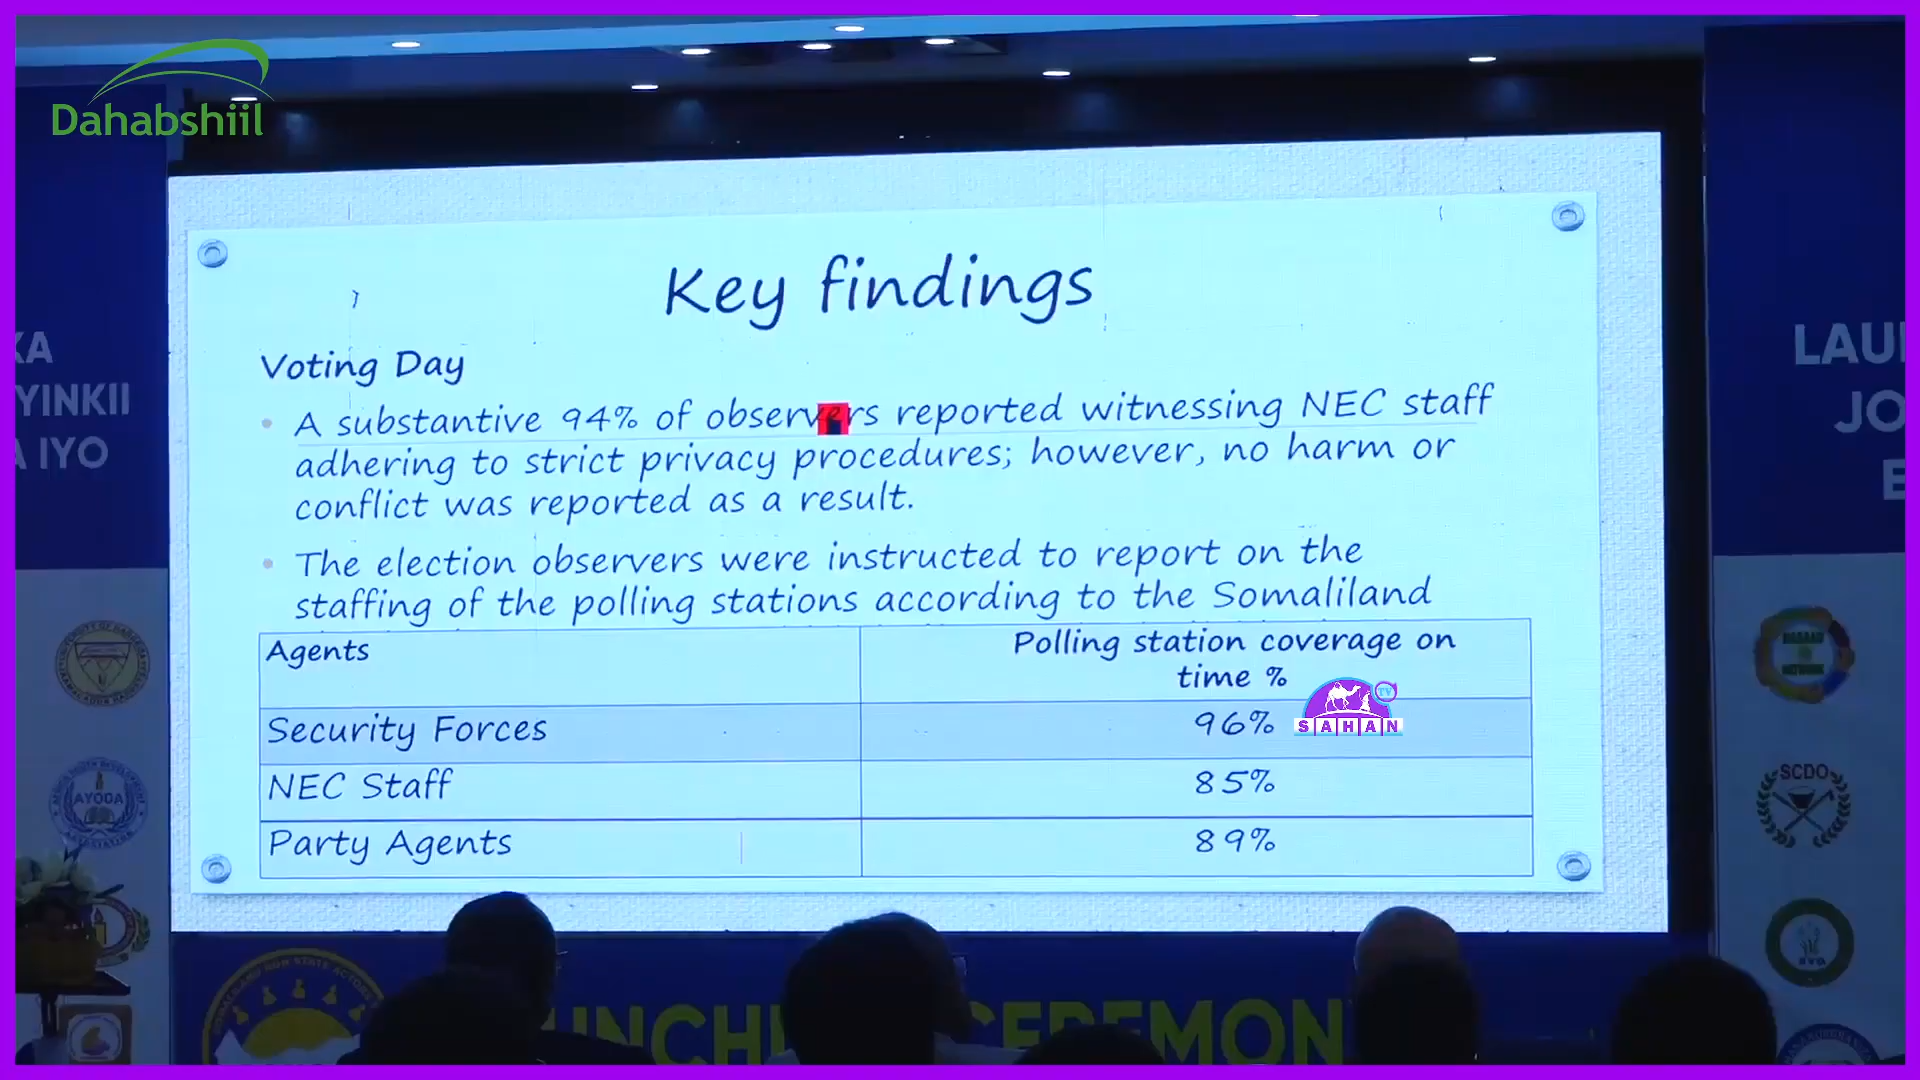 Dahabshiil
Key findings
Voting Day
A substantive 94% of observers reported witnessing NEC staff
adhering to strict privacy procedures; however, no harm or
conflict was reported as a result.
The election observers were instructed to report on the
staffing of the polling stations according to the Somaliland
Agents
Polling station coverage on
time %
Security Forces
96%
NEC Staff
85%
Party Agents
89%
SAHAN
TV
KA
YINKII
A IYO
LAU
JO
E
AYODA
SCDO
UNCH
CEREMON